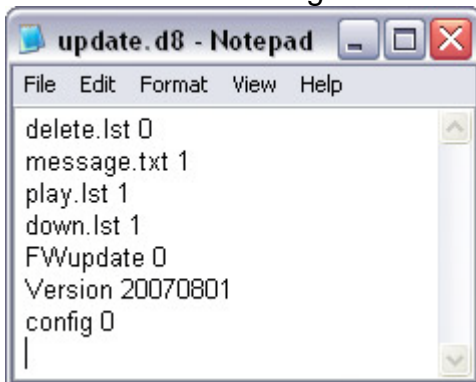 update.d8 - Notepad
File Edit Format View Help
delete.lst 0
message.txt 1
play.lst 1
down.lst 1
FWupdate 0
Version 20070801
config 0